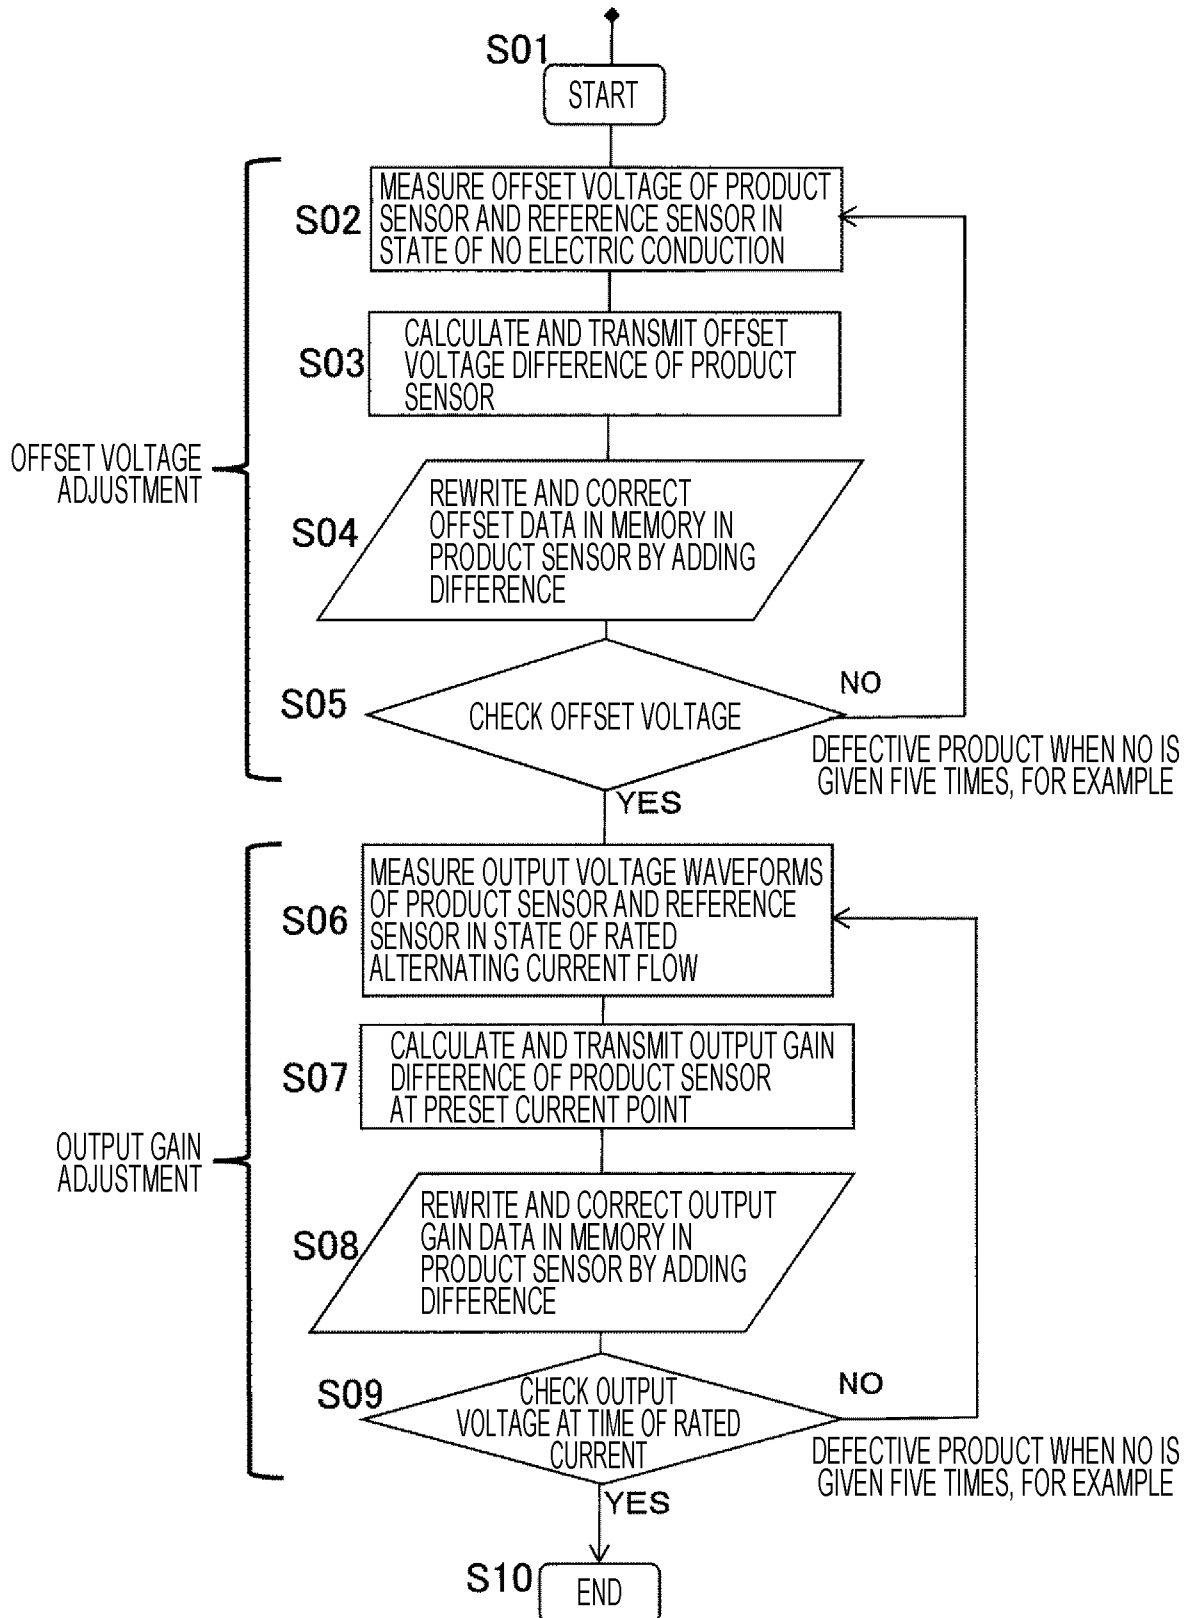 S01
START
S02
MEASURE OFFSET VOLTAGE OF PRODUCT
SENSOR AND REFERENCE SENSOR IN
STATE OF NO ELECTRIC CONDUCTION
S03
CALCULATE AND TRANSMIT OFFSET
VOLTAGE DIFFERENCE OF PRODUCT
SENSOR
OFFSET VOLTAGE
ADJUSTMENT
S04
REWRITE AND CORRECT
OFFSET DATA IN MEMORY IN
PRODUCT SENSOR BY ADDING
DIFFERENCE
S05
CHECK OFFSET VOLTAGE
NO
DEFECTIVE PRODUCT WHEN NO IS
GIVEN FIVE TIMES, FOR EXAMPLE
YES
S06
MEASURE OUTPUT VOLTAGE WAVEFORMS
OF PRODUCT SENSOR AND REFERENCE
SENSOR IN STATE OF RATED
ALTERNATING CURRENT FLOW
S07
CALCULATE AND TRANSMIT OUTPUT GAIN
DIFFERENCE OF PRODUCT SENSOR
AT PRESET CURRENT POINT
OUTPUT GAIN
ADJUSTMENT
S08
REWRITE AND CORRECT OUTPUT
GAIN DATA IN MEMORY IN
PRODUCT SENSOR BY ADDING
DIFFERENCE
S09
CHECK OUTPUT
VOLTAGE AT TIME OF RATED
CURRENT
NO
DEFECTIVE PRODUCT WHEN NO IS
GIVEN FIVE TIMES, FOR EXAMPLE
YES
S10
END